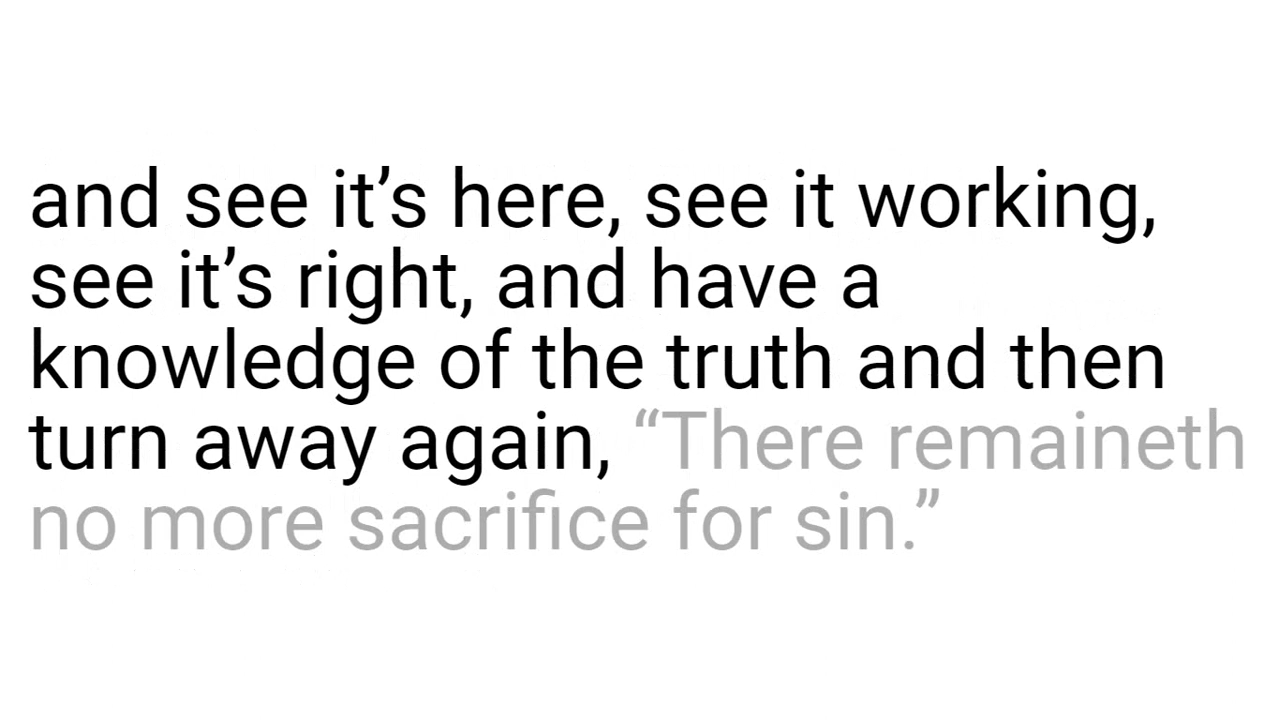 and see it’s here, see it working,
see it’s right, and have a
knowledge of the truth and then
turn away again, “There remaineth
no more sacrifice for sin.”